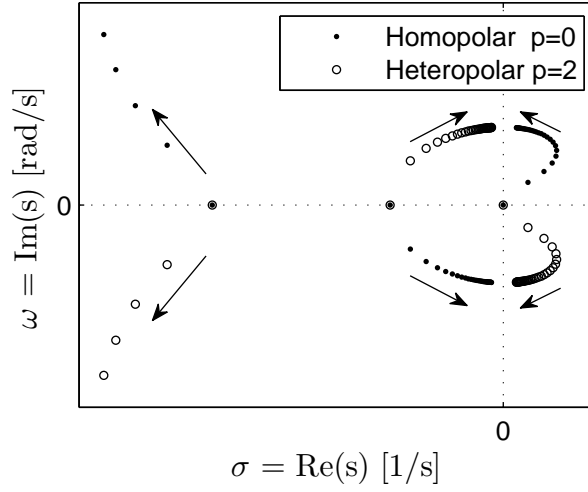 Homopolar p=0
Heteropolar p=2
ω = Im(s) [rad/s]
0
0
σ = Re(s) [1/s]